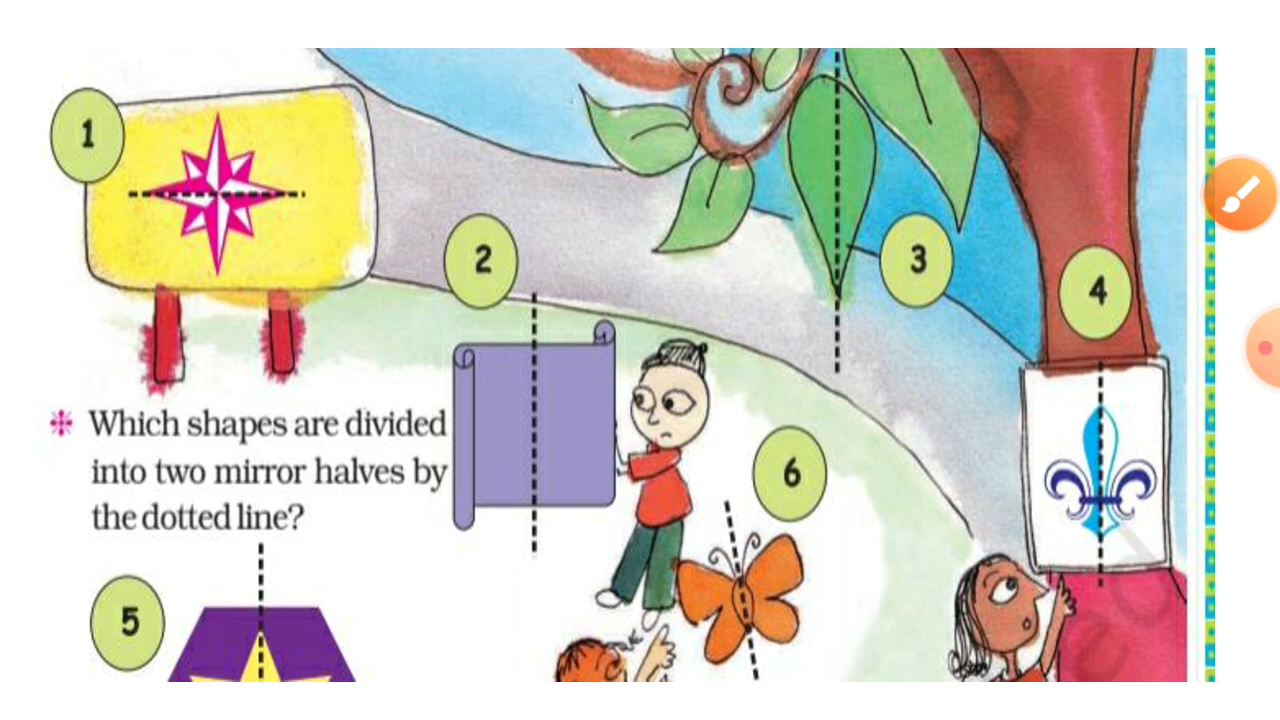 1
2
3
4
❉ Which shapes are divided
into two mirror halves by
the dotted line?
6
5